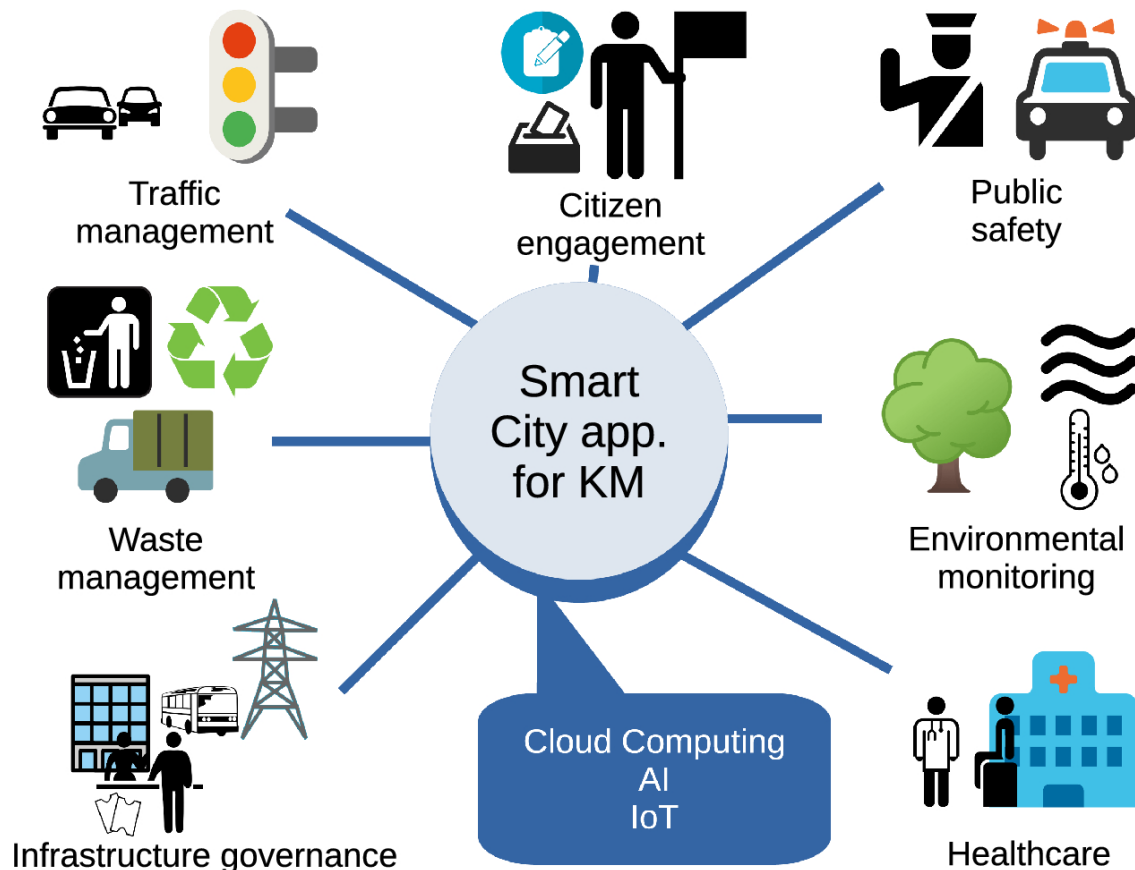 Traffic
management
Citizen
engagement
Public
safety
Smart
City app.
for KM
Waste
management
Environmental
monitoring
Cloud Computing
AI
IoT
Infrastructure governance
Healthcare